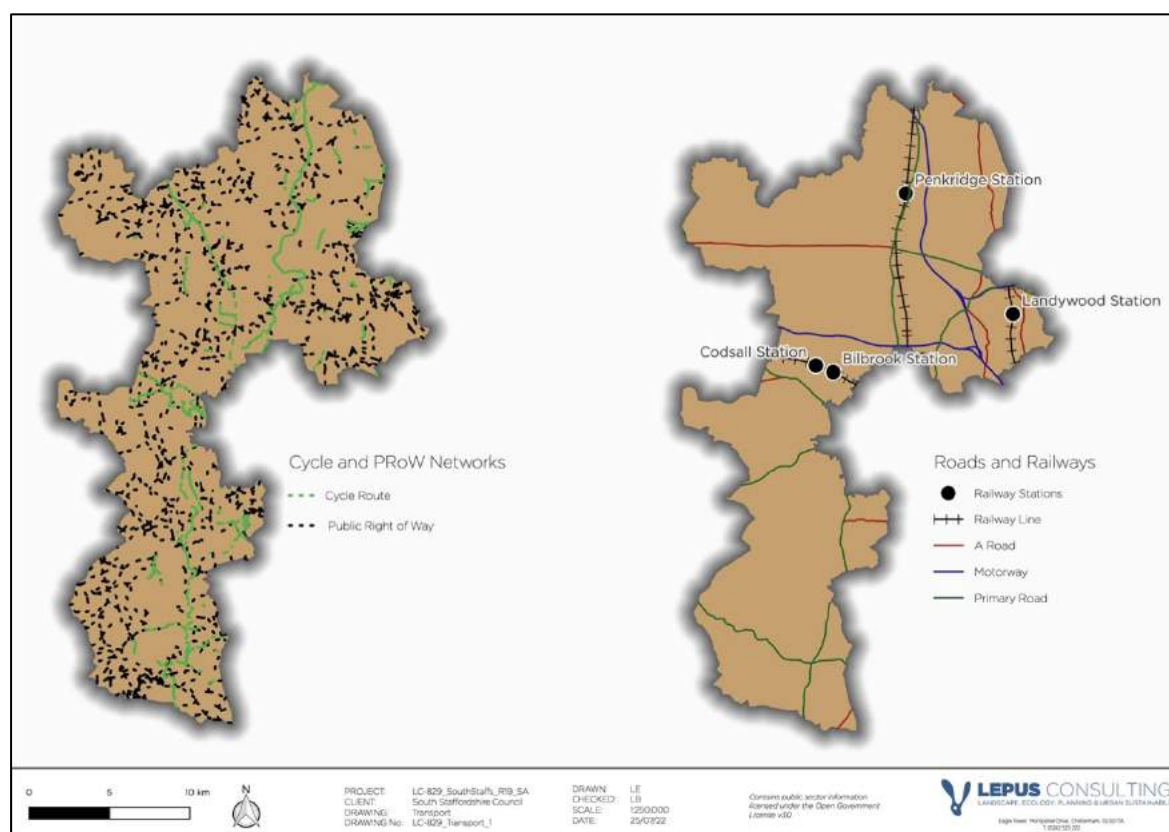 Penkridge Station
Landywood Station
Codsall Station
Bilbrook Station
Cycle and PRoW Networks
Cycle Route
Public Right of Way
Roads and Railways
Railway Stations
Railway Line
A Road
Motorway
Primary Road
0 5 10 km
N
PROJECT: LC-829_SouthStaffs_R19_SA
CLIENT: South Staffordshire Council
DRAWING: Transport
DRAWING No: LC-829_Transport_1
DRAWN: LE
CHECKED: LB
SCALE: 1:250000
DATE: 25/07/22
Contains public sector information
licensed under the Open Government
License v3.0
LEPUS CONSULTING
LANDSCAPE, ECOLOGY, PLANNING & URBAN SUSTAINABILITY